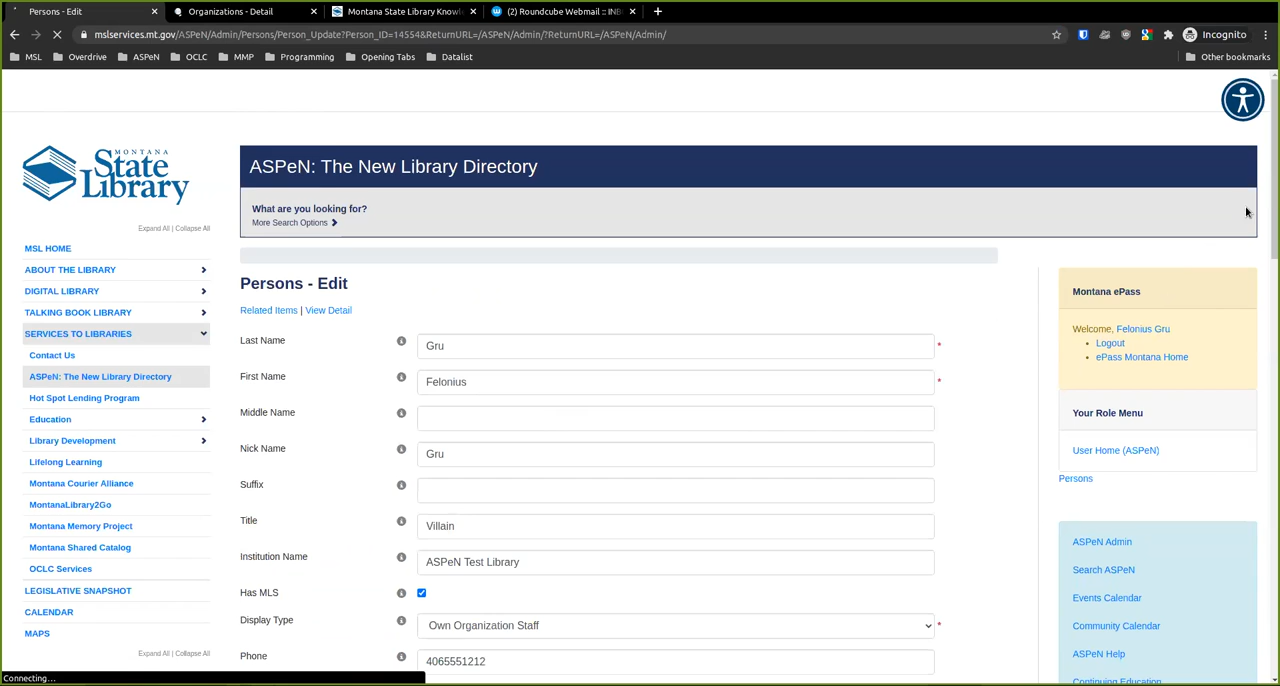 Persons - Edit
Organizations - Detail
Montana State Library Knowl
(2) Roundcube Webmail :: INB
mslservices.mt.gov/ASPeN/Admin/Persons/Person_Update?Person_ID=14554&ReturnURL=/ASPeN/Admin/?ReturnURL=/ASPeN/Admin/
Incognito
MSL
Overdrive
ASPeN
OCLC
MMP
Programming
Opening Tabs
Datalist
Other bookmarks
MONTANA
State
Library
Expand All | Collapse All
MSL HOME
ABOUT THE LIBRARY
DIGITAL LIBRARY
TALKING BOOK LIBRARY
SERVICES TO LIBRARIES
Contact Us
ASPeN: The New Library Directory
Hot Spot Lending Program
Education
Library Development
Lifelong Learning
Montana Courier Alliance
MontanaLibrary2Go
Montana Memory Project
Montana Shared Catalog
OCLC Services
LEGISLATIVE SNAPSHOT
CALENDAR
MAPS
Expand All | Collapse All
Connecting...
ASPeN: The New Library Directory
What are you looking for?
More Search Options
Persons - Edit
Related Items | View Detail
Last Name
Gru
*
First Name
Felonius
*
Middle Name
Nick Name
Gru
Suffix
Title
Villain
Institution Name
ASPeN Test Library
Has MLS
Display Type
Own Organization Staff
*
Phone
4065551212
Montana ePass
Welcome, Felonius Gru
• Logout
• ePass Montana Home
Your Role Menu
User Home (ASPeN)
Persons
ASPeN Admin
Search ASPeN
Events Calendar
Community Calendar
ASPeN Help
Continuing Education